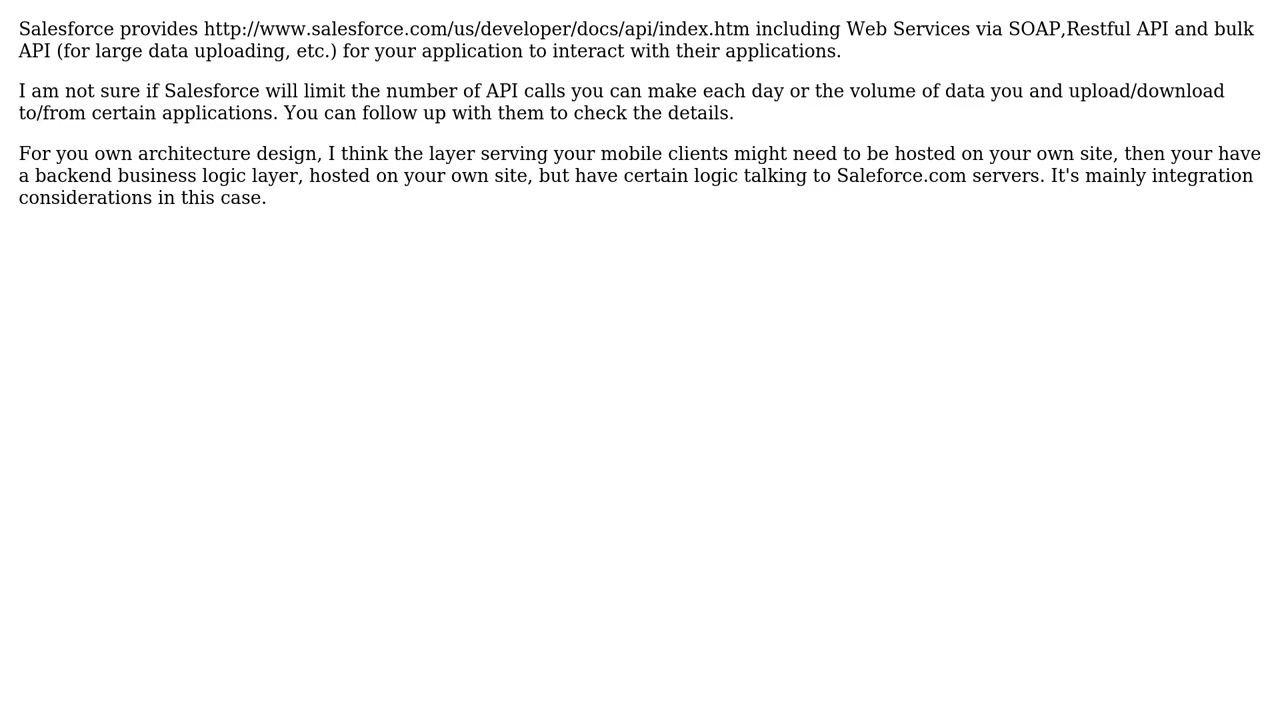 Salesforce provides http://www.salesforce.com/us/developer/docs/api/index.htm including Web Services via SOAP,Restful API and bulk
API (for large data uploading, etc.) for your application to interact with their applications.
I am not sure if Salesforce will limit the number of API calls you can make each day or the volume of data you and upload/download
to/from certain applications. You can follow up with them to check the details.
For you own architecture design, I think the layer serving your mobile clients might need to be hosted on your own site, then your have
a backend business logic layer, hosted on your own site, but have certain logic talking to Saleforce.com servers. It's mainly integration
considerations in this case.